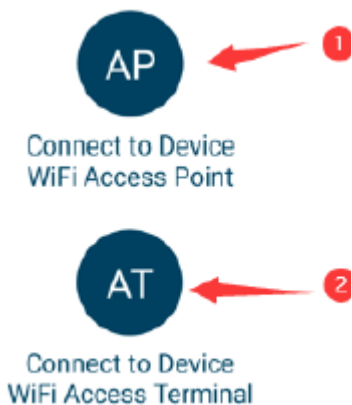 AP
1
Connect to Device
WiFi Access Point
AT
2
Connect to Device
WiFi Access Terminal